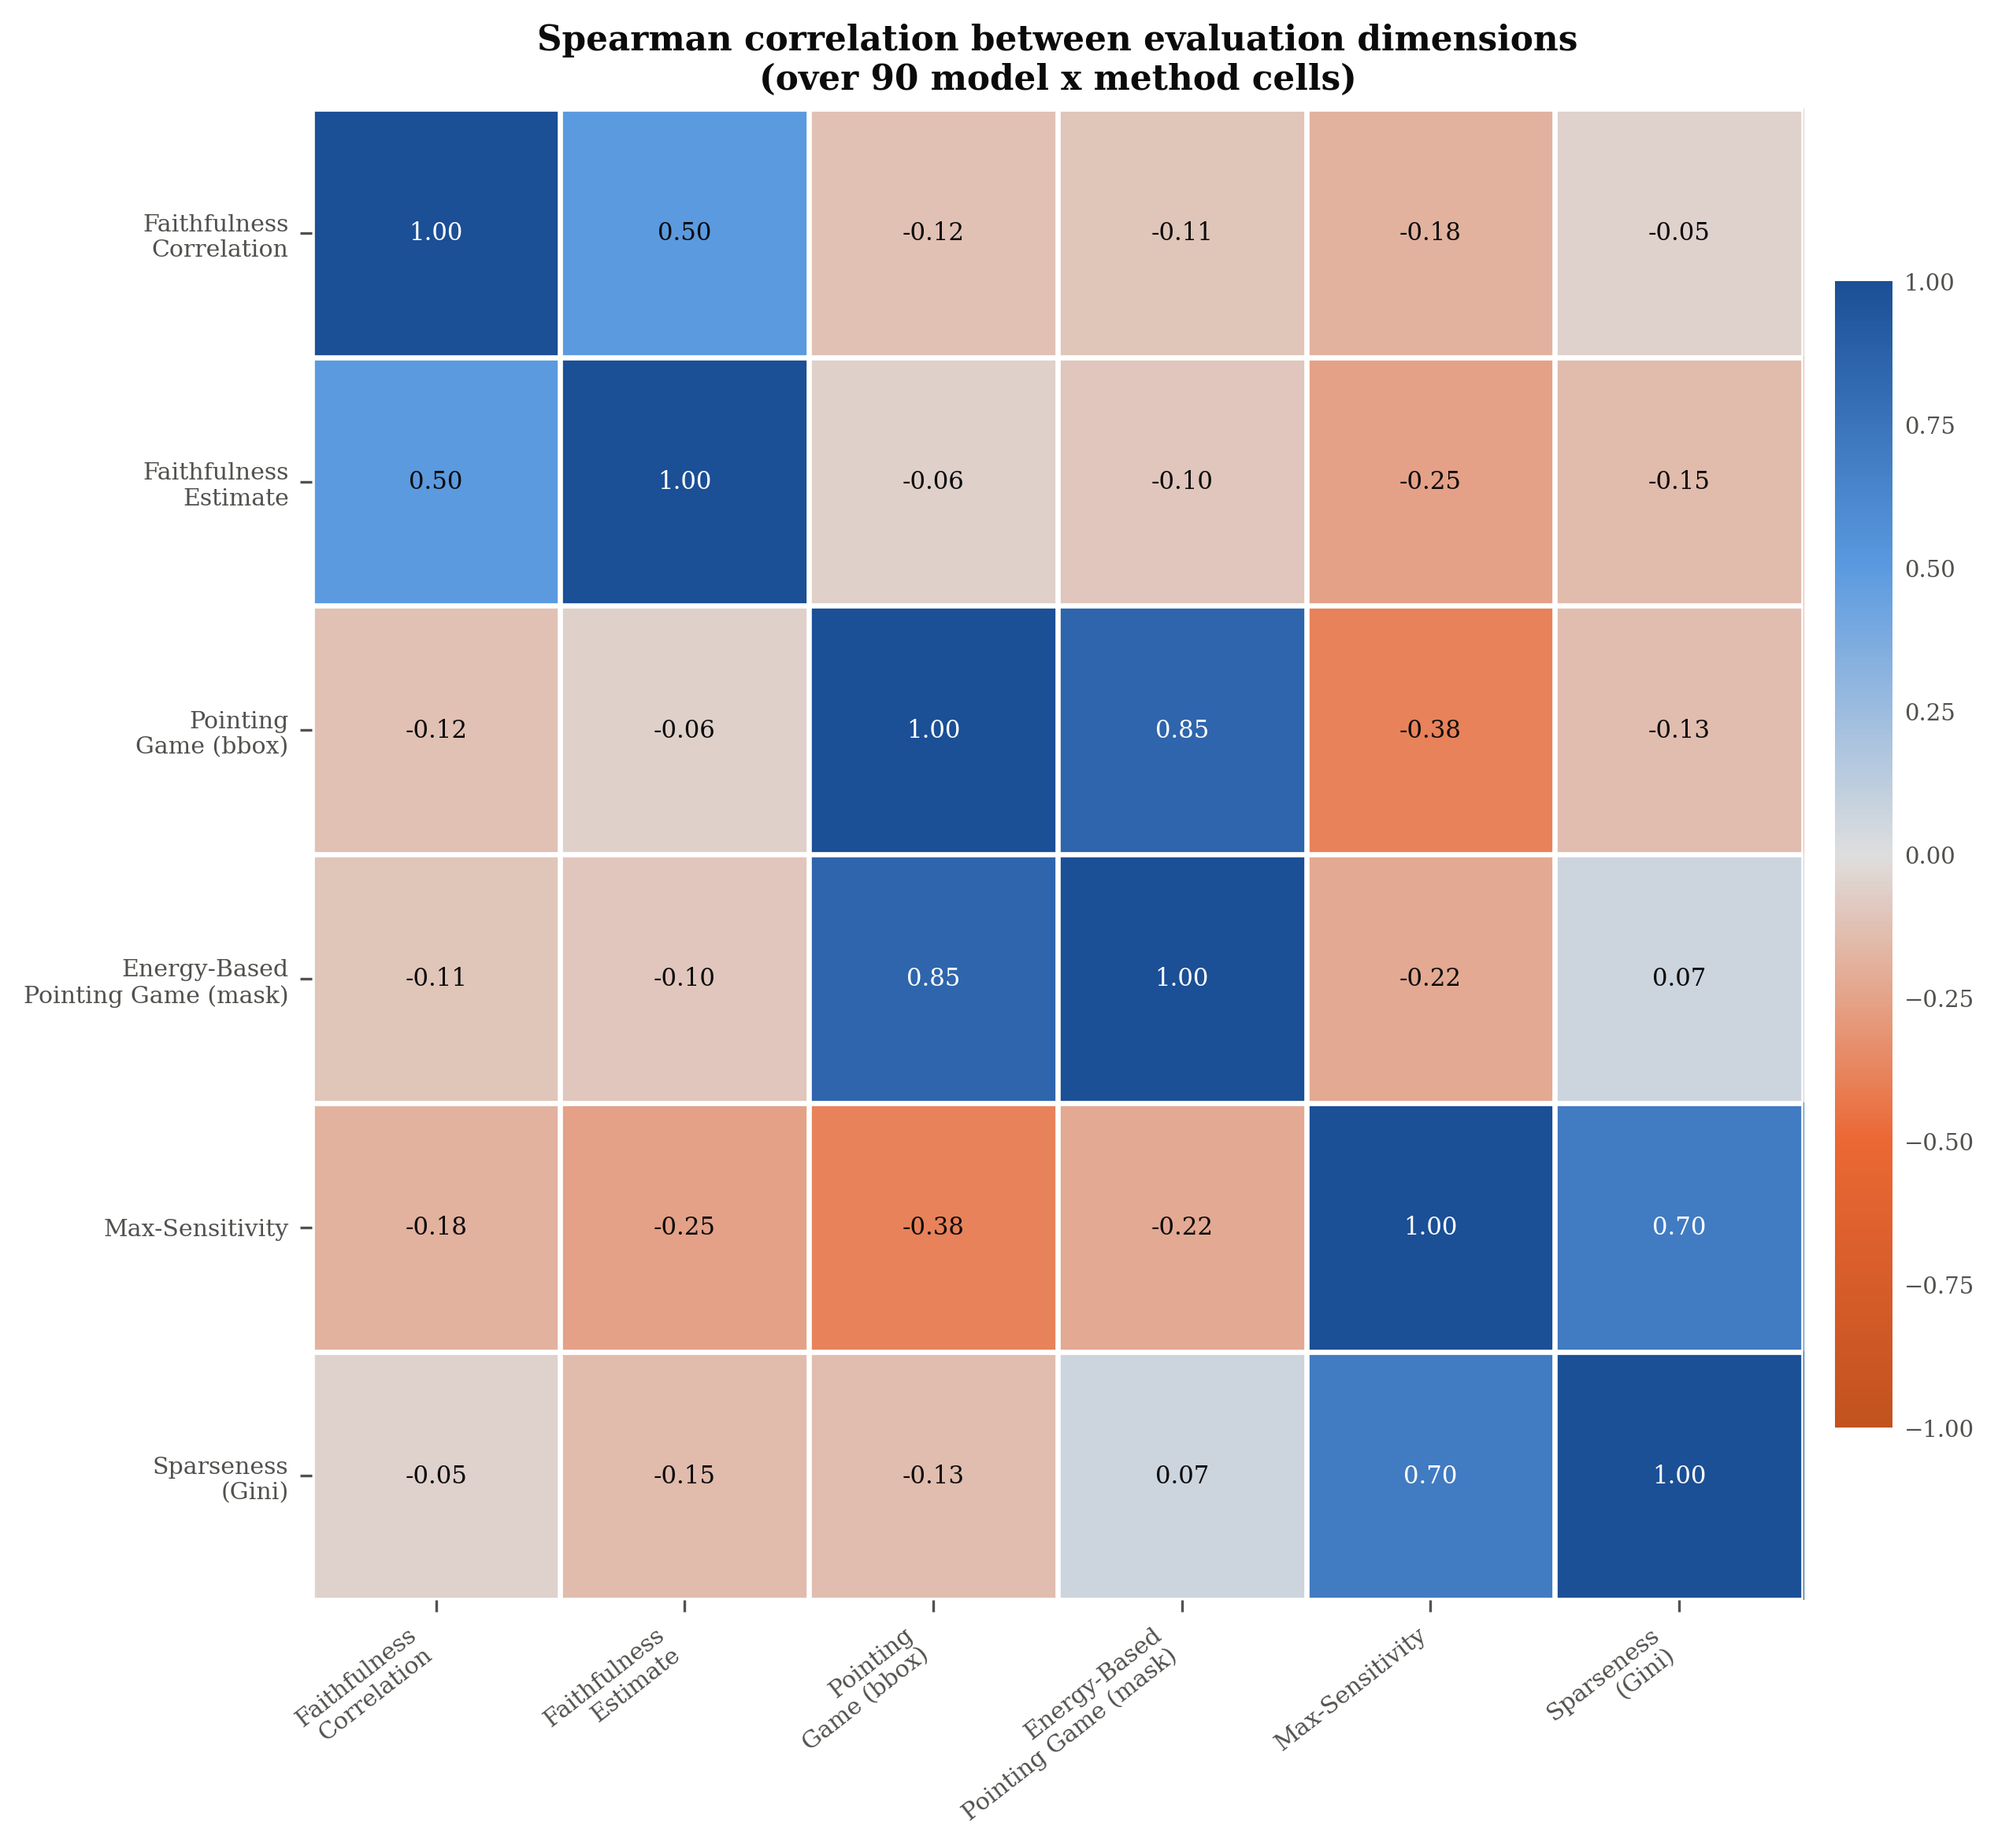 Spearman correlation between evaluation dimensions
(over 90 model x method cells)
Faithfulness
Correlation
1.00 0.50 -0.12 -0.11 -0.18 -0.05
Faithfulness
Estimate
0.50 1.00 -0.06 -0.10 -0.25 -0.15
Pointing
Game (bbox)
-0.12 -0.06 1.00 0.85 -0.38 -0.13
Energy-Based
Pointing Game (mask)
-0.11 -0.10 0.85 1.00 -0.22 0.07
Max-Sensitivity
-0.18 -0.25 -0.38 -0.22 1.00 0.70
Sparseness
(Gini)
-0.05 -0.15 -0.13 0.07 0.70 1.00
Faithfulness
Correlation
Faithfulness
Estimate
Pointing
Game (bbox)
Energy-Based
Pointing Game (mask)
Max-Sensitivity
Sparseness
(Gini)
1.00
0.75
0.50
0.25
0.00
−0.25
−0.50
−0.75
−1.00